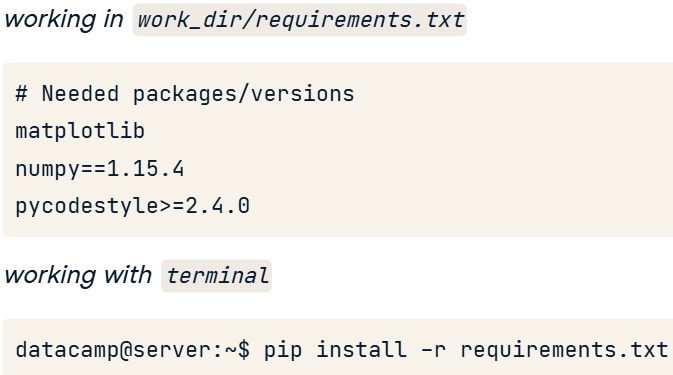 working in work_dir/requirements.txt
# Needed packages/versions
matplotlib
numpy==1.15.4
pycodestyle>=2.4.0
working with terminal
datacamp@server:~$ pip install -r requirements.txt